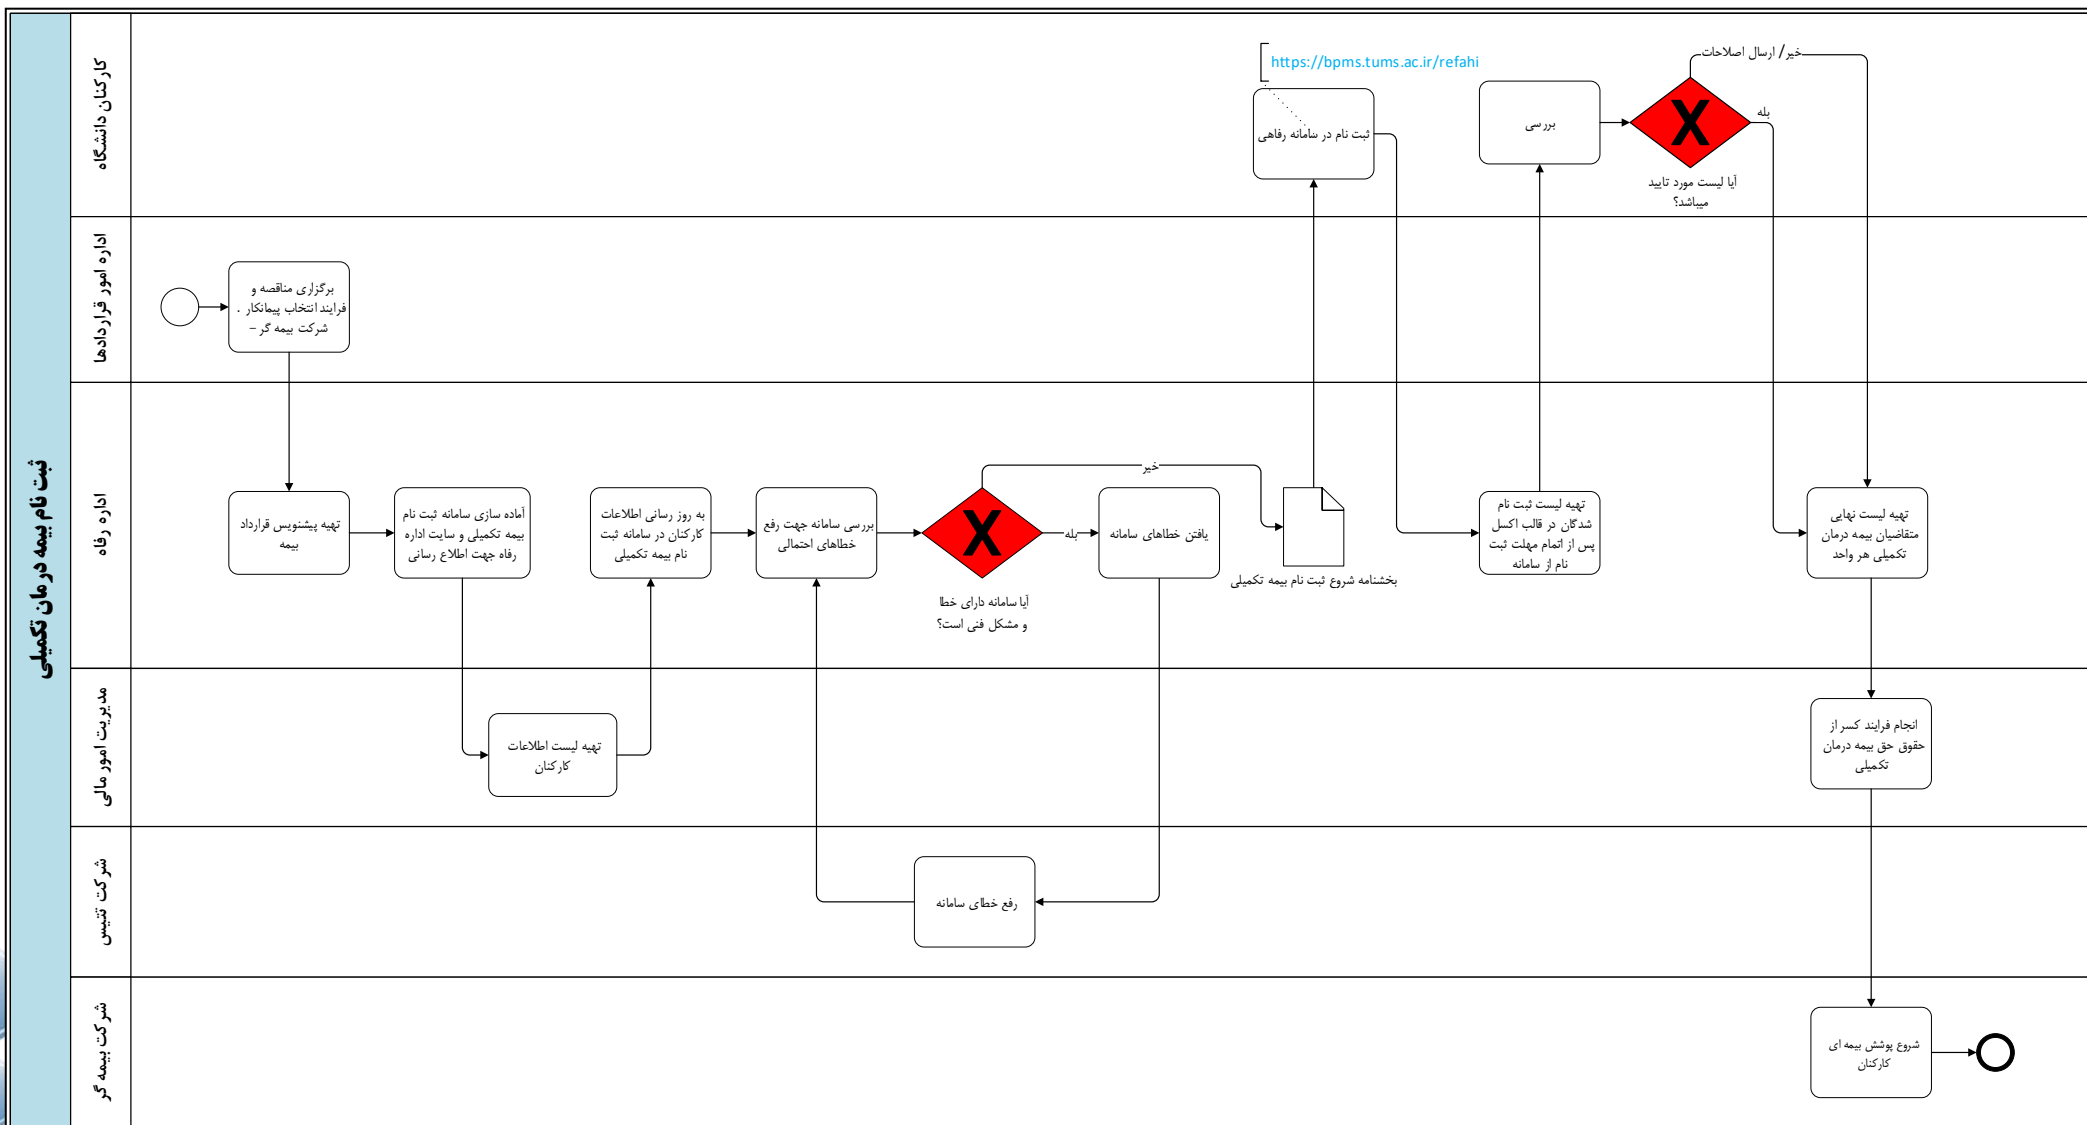 ثبت نام بیمه درمان تکمیلی
کارکنان دانشگاه
https://bpms.tums.ac.ir/refahi
ثبت نام در سامانه رفاهی
بررسی
خیر/ ارسال اصلاحات
بله
آیا لیست مورد تایید
میباشد؟
اداره امور قراردادها
برگزاری مناقصه و
فرایند انتخاب پیمانکار .
شرکت بیمه گر –
اداره رفاه
تهیه پیشنویس قرارداد
بیمه
آماده سازی سامانه ثبت نام
بیمه تکمیلی و سایت اداره
رفاه جهت اطلاع رسانی
به روز رسانی اطلاعات
کارکنان در سامانه ثبت
نام بیمه تکمیلی
بررسی سامانه جهت رفع
خطاهای احتمالی
آیا سامانه دارای خطا
و مشکل فنی است؟
خیر
بله
یافتن خطاهای سامانه
بخشنامه شروع ثبت نام بیمه تکمیلی
تهیه لیست ثبت نام
شدگان در قالب اکسل
پس از اتمام مهلت ثبت
نام از سامانه
تهیه لیست نهایی
متقاضیان بیمه درمان
تکمیلی هر واحد
مدیریت امور مالی
تهیه لیست اطلاعات
کارکنان
انجام فرایند کسر از
حقوق حق بیمه درمان
تکمیلی
شرکت تتیس
رفع خطای سامانه
شرکت بیمه گر
شروع پوشش بیمه ای
کارکنان